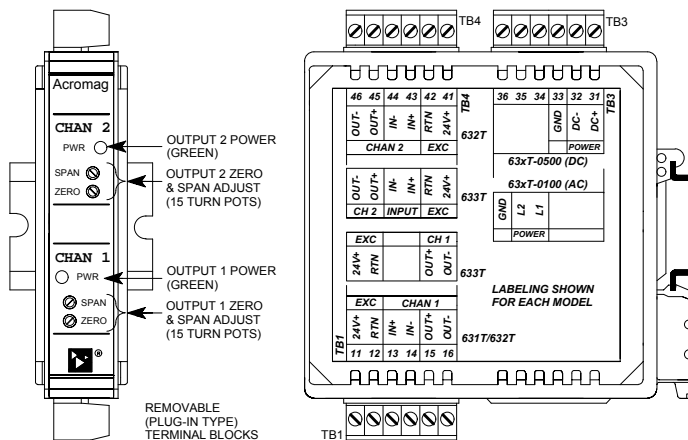 Acromag
CHAN 2
PWR
SPAN
ZERO
CHAN 1
PWR
SPAN
ZERO
®
OUTPUT 2 POWER
(GREEN)
OUTPUT 2 ZERO
& SPAN ADJUST
(15 TURN POTS)
OUTPUT 1 POWER
(GREEN)
OUTPUT 1 ZERO
& SPAN ADJUST
(15 TURN POTS)
REMOVABLE
(PLUG-IN TYPE)
TERMINAL BLOCKS
TB4
TB3
46 45 44 43 42 41 TB4
OUT- OUT+ IN- IN+ RTN 24V+
632T
CHAN 2 EXC
OUT- OUT+ IN- IN+ RTN 24V+
633T
CH 2 INPUT EXC
EXC CH 1
24V+ RTN OUT+ OUT-
633T
EXC CHAN 1
24V+ RTN IN+ IN- OUT+ OUT-
631T/632T
TB1 11 12 13 14 15 16
36 35 34 33 32 31 TB3
GND DC- DC+
POWER
63xT-0500 (DC)
63xT-0100 (AC)
GND L2 L1
POWER
LABELING SHOWN
FOR EACH MODEL
TB1